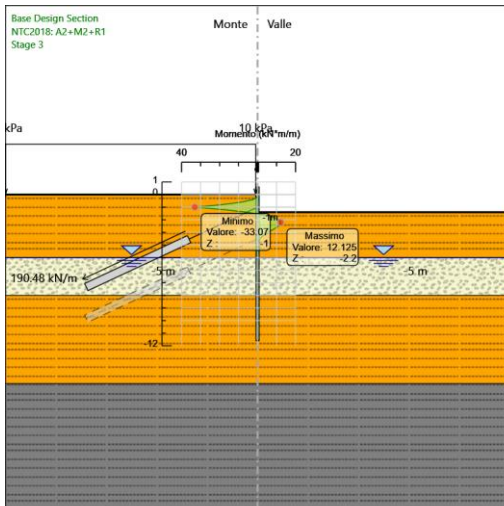 Base Design Section
NTC2018: A2+M2+R1
Stage 3
Monte
Valle
kPa
10 kPa
Momento (kN*m/m)
40
20
1
0
-1m
Minimo
Valore: -33.07
Z : -1
Massimo
Valore: 12.125
Z : -2.2
190.48 kN/m
-5 m
-5 m
-12